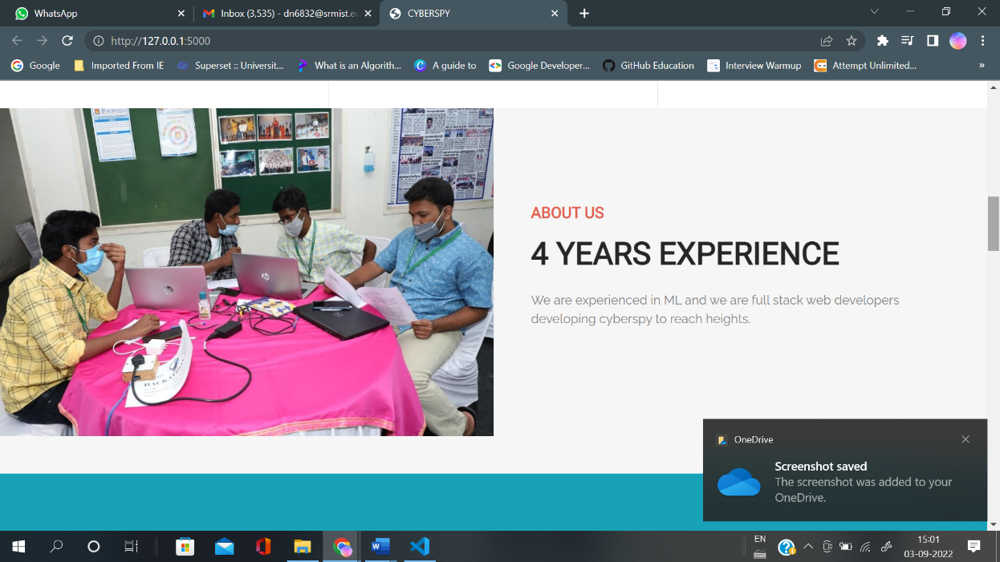 WhatsApp
Inbox (3,535) - dn6832@srmist.ec
CYBERSPY
http://127.0.0.1:5000
Google
Imported From IE
Superset :: Universit...
What is an Algorith...
A guide to
Google Developer...
GitHub Education
Interview Warmup
Attempt Unlimited...
»
hp
ABOUT US
4 YEARS EXPERIENCE
We are experienced in ML and we are full stack web developers
developing cyberspy to reach heights.
OneDrive
Screenshot saved
The screenshot was added to your
OneDrive.
EN
15:01
03-09-2022